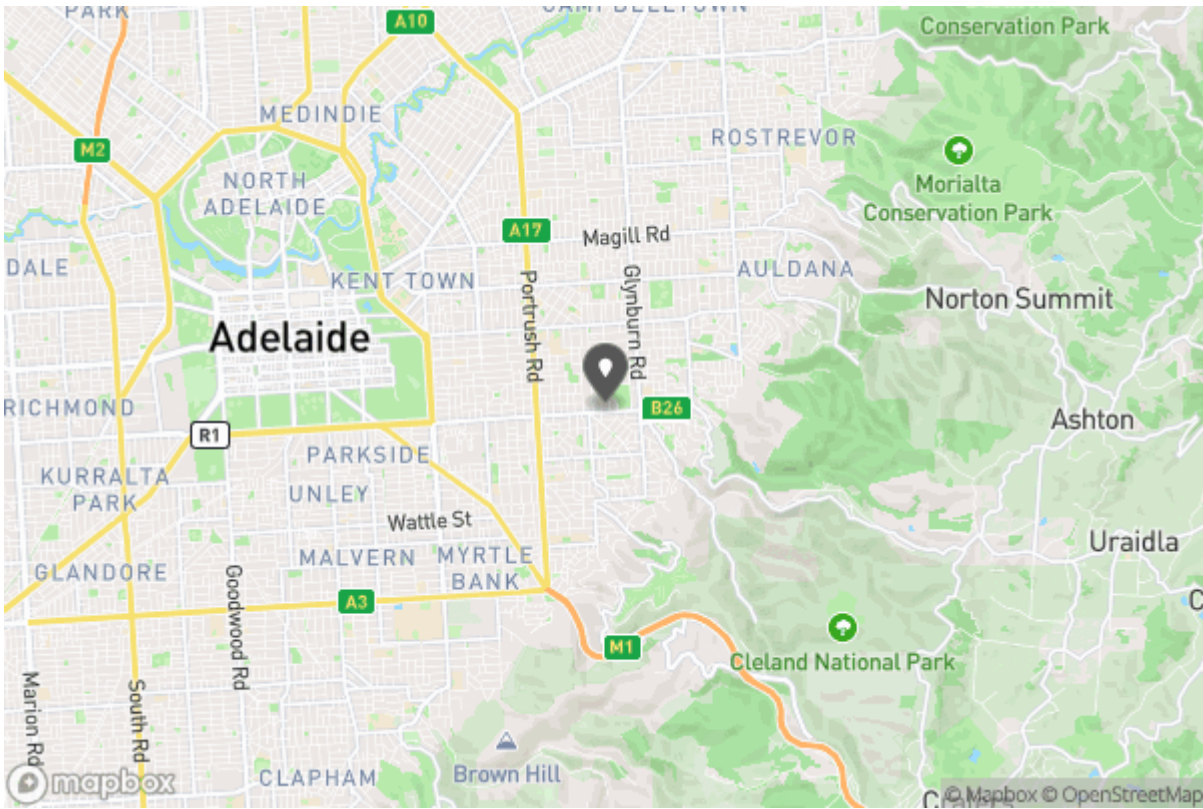 PARK
A10
CAMPBELLTOWN
Conservation Park
MEDINDIE
M2
ROSTREVOR
NORTH
ADELAIDE
Morialta
Conservation Park
A17
Magill Rd
DALE
KENT TOWN
Glynburn Rd
AULDANA
Portrush Rd
Norton Summit
Adelaide
RICHMOND
B26
Ashton
R1
PARKSIDE
KURRALTA
PARK
UNLEY
Wattle St
Uraidla
MALVERN
MYRTLE
BANK
GLANDORE
Goodwood Rd
A3
C
M1
Cleland National Park
Marion Rd
South Rd
Brown Hill
CLAPHAM
mapbox
© Mapbox © OpenStreetMap